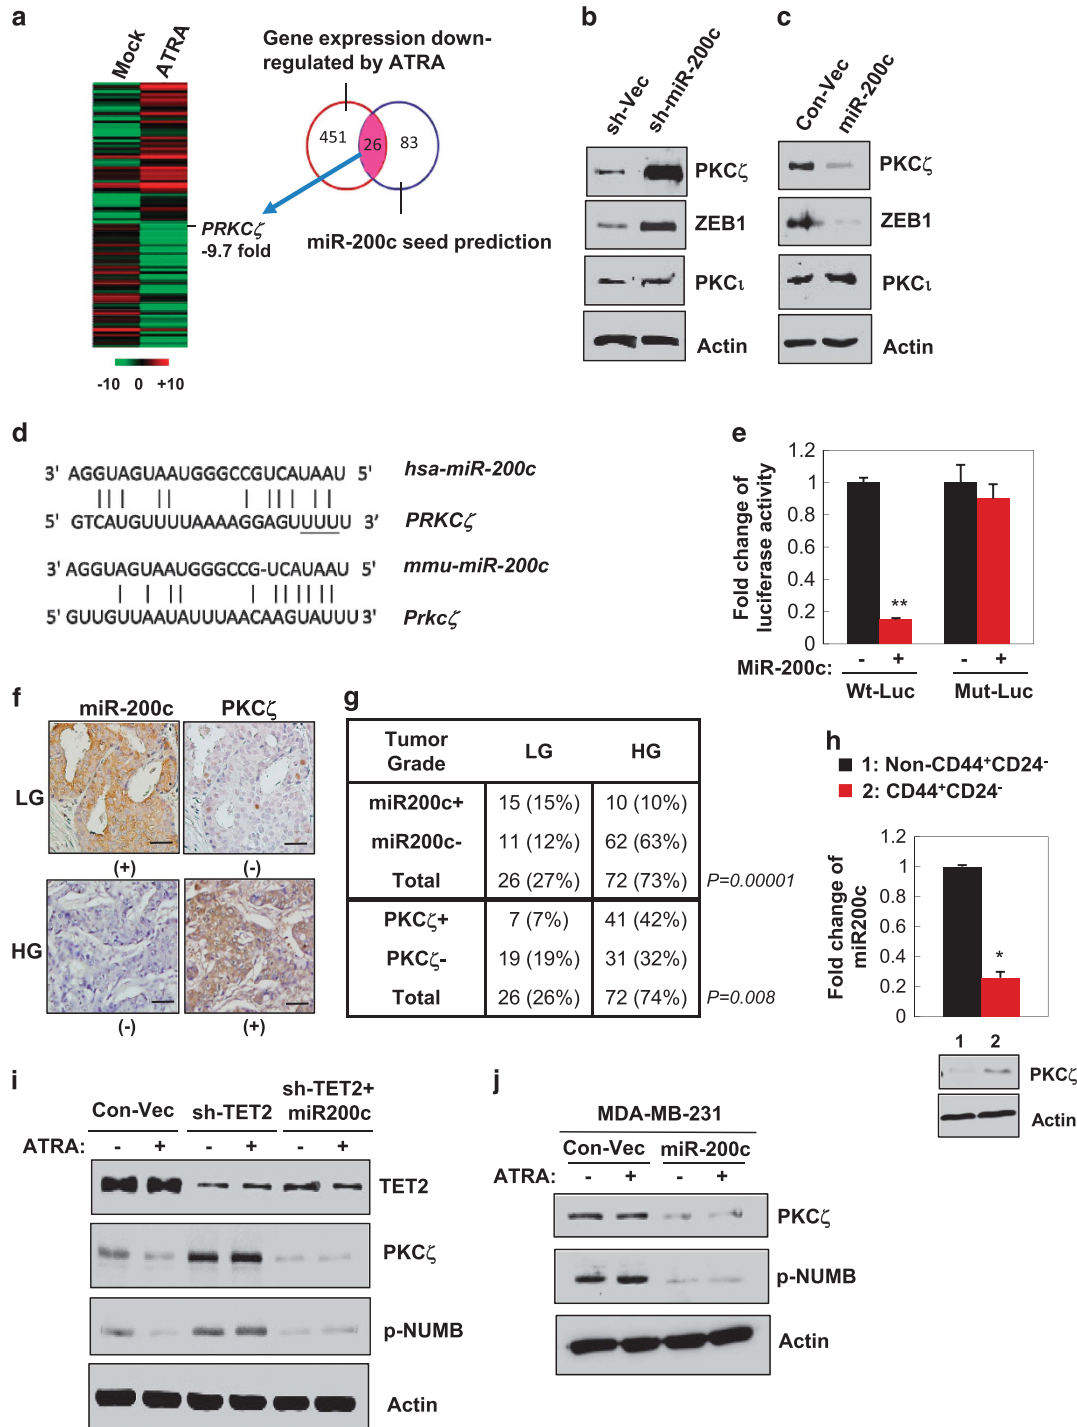 a
Mock
ATRA
Gene expression down-
regulated by ATRA
451
26
83
PRKCζ
-9.7 fold
miR-200c seed prediction
-10 0 +10
b
sh-Vec
sh-miR-200c
PKCζ
ZEB1
PKCι
Actin
c
Con-Vec
miR-200c
PKCζ
ZEB1
PKCι
Actin
d
3' AGGUAGUAAUGGGCCGUCAUAAU 5' hsa-miR-200c
5' GTCAUGUUUUAAAAGGAGUUUUU 3' PRKCζ
AGGUAGUAAUGGGCCG-UCAUAAU 5' mmu-miR-200c
5' GUUGUUAAUAUUUAACAAGUAUUU 3' Prkcζ
e
Fold change of
luciferase activity
1.2
1
0.8
0.6
0.4
0.2
0
**
MiR-200c: - + - +
Wt-Luc Mut-Luc
f
miR-200c PKCζ
LG
(+) (-)
HG
(-) (+)
g
Tumor
Grade LG HG
miR200c+ 15 (15%) 10 (10%)
miR200c- 11 (12%) 62 (63%)
Total 26 (27%) 72 (73%) P=0.00001
PKCζ+ 7 (7%) 41 (42%)
PKCζ- 19 (19%) 31 (32%)
Total 26 (26%) 72 (74%) P=0.008
h
1: Non-CD44+CD24-
2: CD44+CD24-
Fold change of
miR200c
1.2
1
0.8
0.6
0.4
0.2
0
*
1 2
PKCζ
Actin
i
Con-Vec sh-TET2 sh-TET2+
miR200c
ATRA: - + - + - +
TET2
PKCζ
p-NUMB
Actin
j
MDA-MB-231
Con-Vec miR-200c
ATRA: - + - +
PKCζ
p-NUMB
Actin